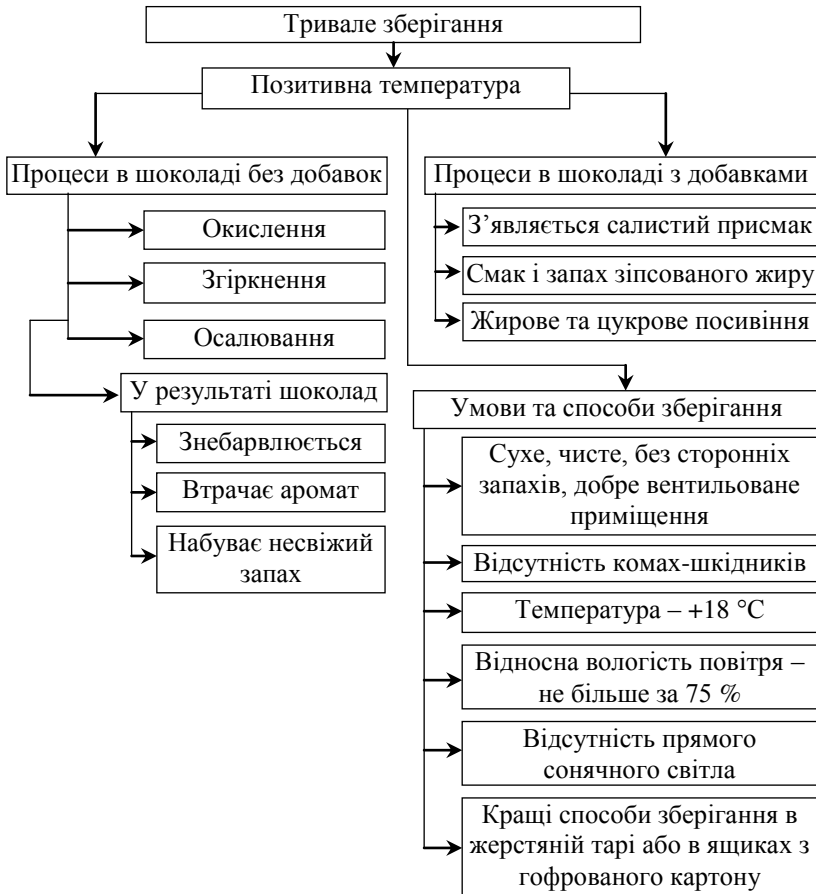 Тривале зберігання
Позитивна температура
Процеси в шоколаді без добавок
Окислення
Згіркнення
Осалювання
У результаті шоколад
Знебарвлюється
Втрачає аромат
Набуває несвіжий
запах
Процеси в шоколаді з добавками
З’являється салистий присмак
Смак і запах зіпсованого жиру
Жирове та цукрове посивіння
Умови та способи зберігання
Сухе, чисте, без сторонніх
запахів, добре вентильоване
приміщення
Відсутність комах-шкідників
Температура – +18 °С
Відносна вологість повітря –
не більше за 75 %
Відсутність прямого
сонячного світла
Кращі способи зберігання в
жерстяній тарі або в ящиках з
гофрованого картону